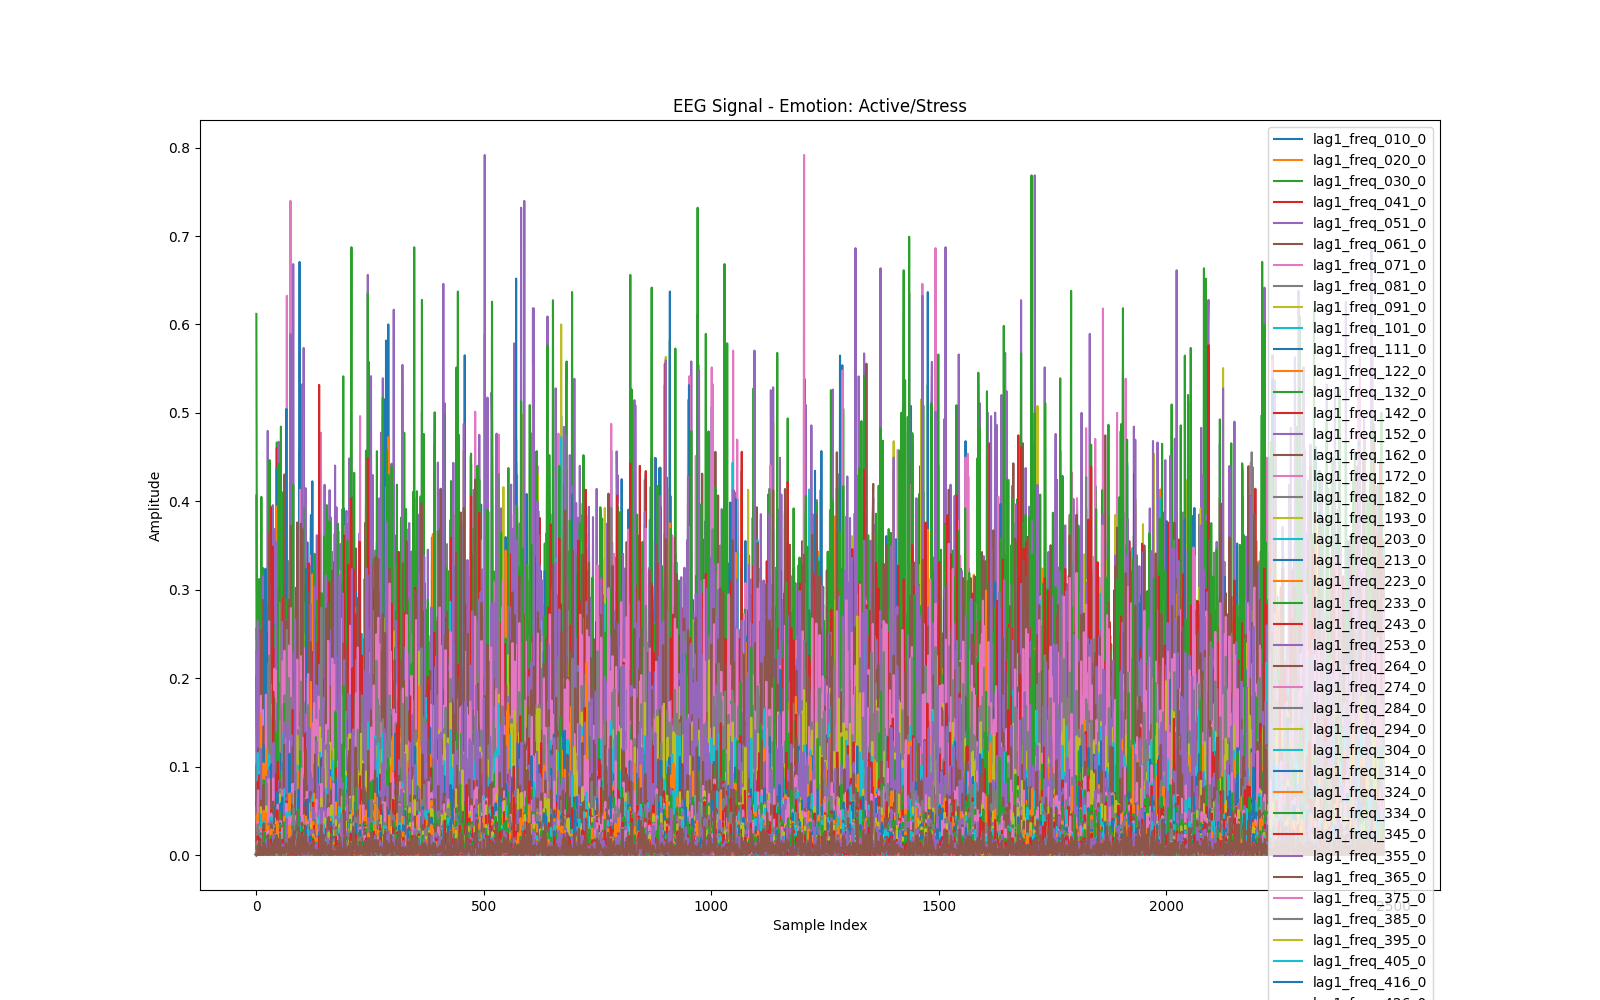 EEG Signal - Emotion: Active/Stress
Amplitude
0.8
0.7
0.6
0.5
0.4
0.3
0.2
0.1
0.0
0
500
1000
1500
2000
2500
Sample Index
lag1_freq_010_0
lag1_freq_020_0
lag1_freq_030_0
lag1_freq_041_0
lag1_freq_051_0
lag1_freq_061_0
lag1_freq_071_0
lag1_freq_081_0
lag1_freq_091_0
lag1_freq_101_0
lag1_freq_111_0
lag1_freq_122_0
lag1_freq_132_0
lag1_freq_142_0
lag1_freq_152_0
lag1_freq_162_0
lag1_freq_172_0
lag1_freq_182_0
lag1_freq_193_0
lag1_freq_203_0
lag1_freq_213_0
lag1_freq_223_0
lag1_freq_233_0
lag1_freq_243_0
lag1_freq_253_0
lag1_freq_264_0
lag1_freq_274_0
lag1_freq_284_0
lag1_freq_294_0
lag1_freq_304_0
lag1_freq_314_0
lag1_freq_324_0
lag1_freq_334_0
lag1_freq_345_0
lag1_freq_355_0
lag1_freq_365_0
lag1_freq_375_0
lag1_freq_385_0
lag1_freq_395_0
lag1_freq_405_0
lag1_freq_416_0